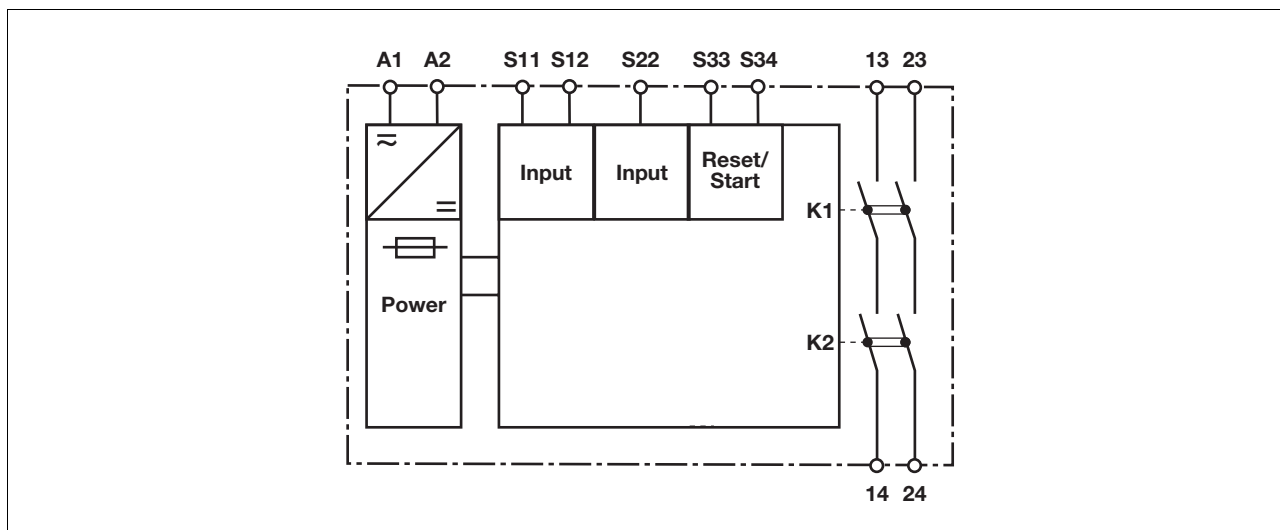 A1 A2 S11 S12 S22 S33 S34 13 23
Input Input Reset/
Start
K1
Power
K2
14 24